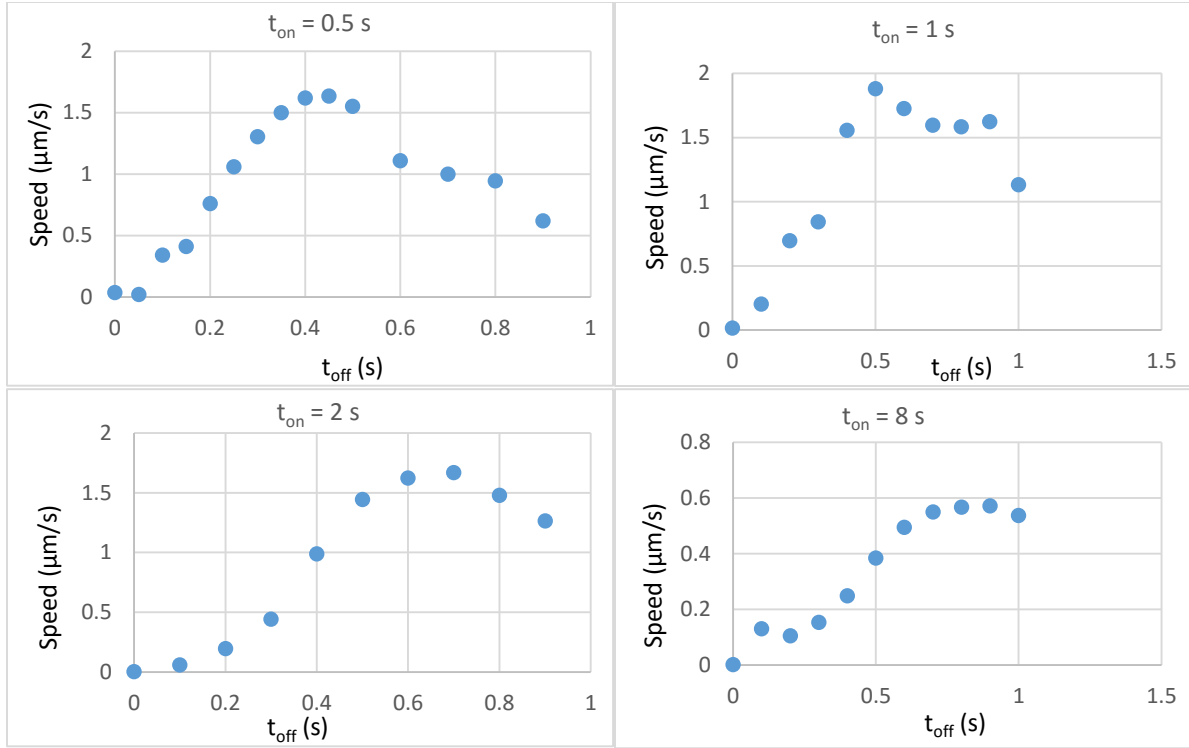 t_on = 0.5 s
Speed (µm/s)
2
1.5
1
0.5
0
0 0.2 0.4 0.6 0.8 1
t_off (s)
t_on = 1 s
Speed (µm/s)
2
1.5
1
0.5
0
0 0.5 1 1.5
t_off (s)
t_on = 2 s
Speed (µm/s)
2
1.5
1
0.5
0
0 0.2 0.4 0.6 0.8 1
t_off (s)
t_on = 8 s
Speed (µm/s)
0.8
0.6
0.4
0.2
0
0 0.5 1 1.5
t_off (s)